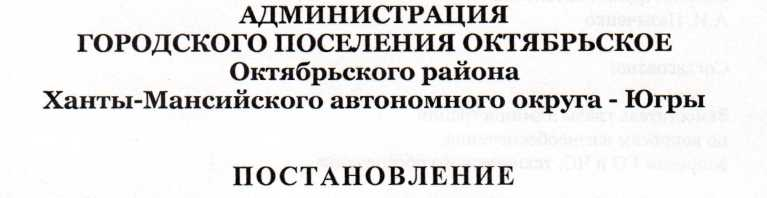 АДМИНИСТРАЦИЯ
ГОРОДСКОГО ПОСЕЛЕНИЯ ОКТЯБРЬСКОЕ
Октябрьского района
Ханты-Мансийского автономного округа - Югры
ПОСТАНОВЛЕНИЕ